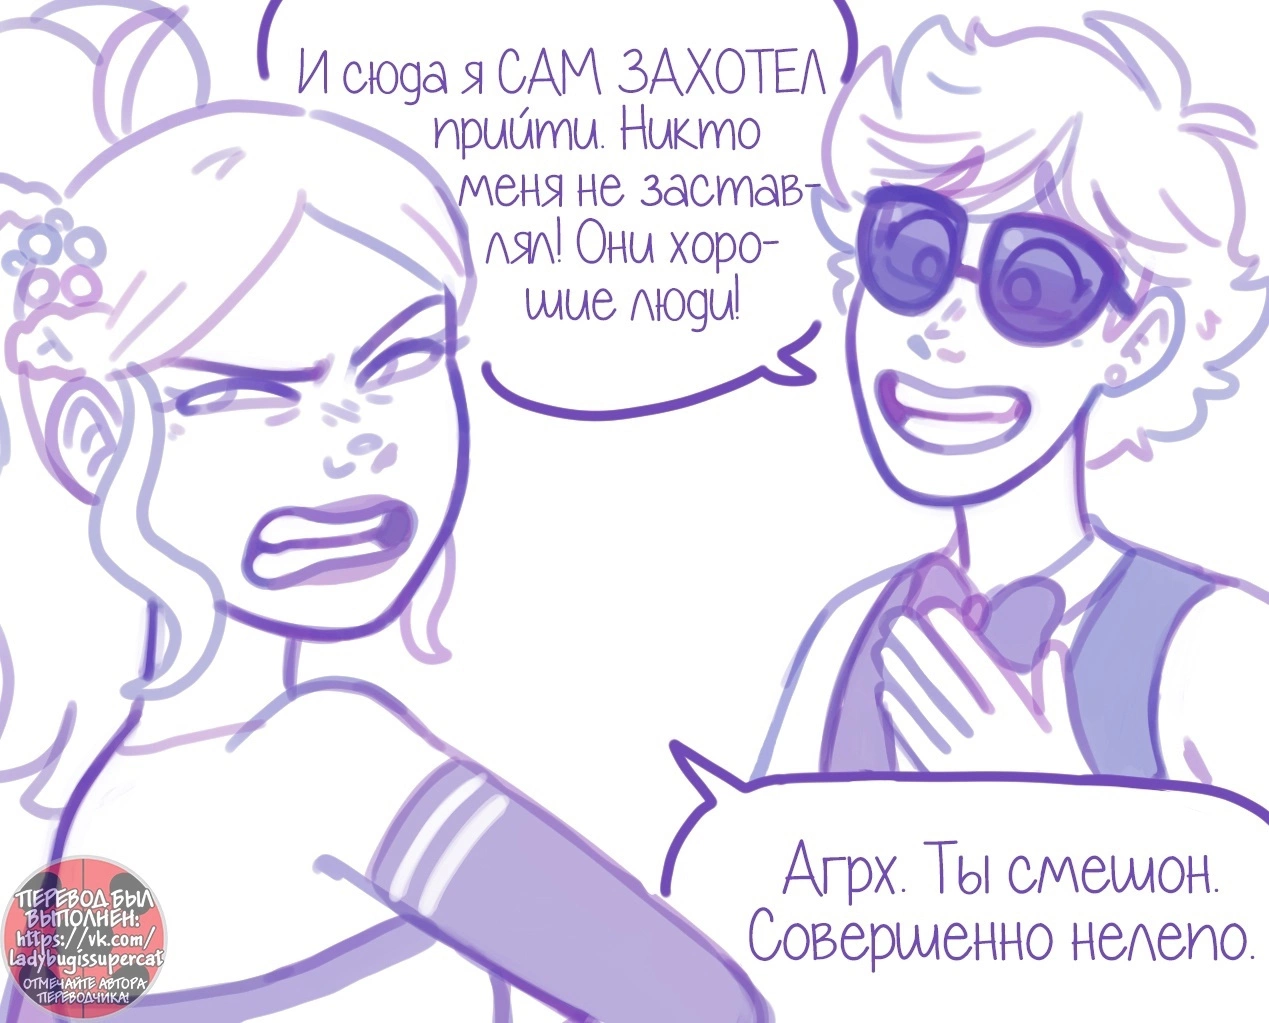 И сюда я САМ ЗАХОТЕЛ
прийти. Никто
меня не застав-
лял! Они хоро-
шие люди!
Агрх. Ты смешон.
Совершенно нелепо.
ПЕРЕВОД БЫЛ
ВЫПОЛНЕН:
https://vk.com/
ladybugissupercat
ОТМЕЧАЙТЕ АВТОРА
ПЕРЕВОДЧИКА!